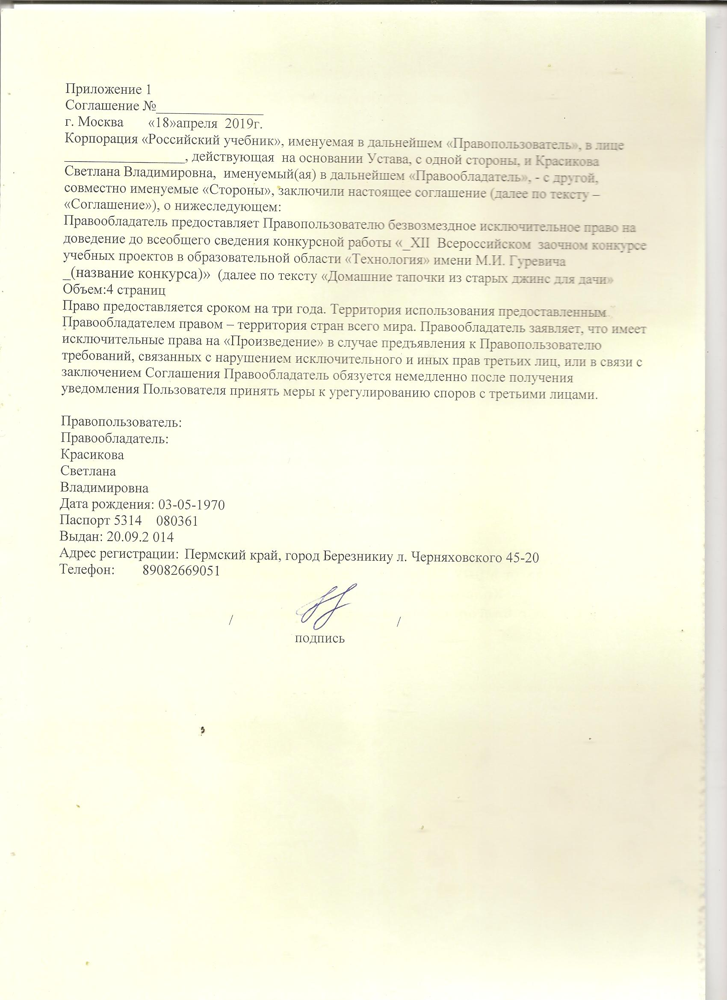 Приложение 1
Соглашение №_______________
г. Москва «18»апреля 2019г.
Корпорация «Российский учебник», именуемая в дальнейшем «Правопользователь», в лице
_________________, действующая на основании Устава, с одной стороны, и Красикова
Светлана Владимировна, именуемый(ая) в дальнейшем «Правообладатель», - с другой,
совместно именуемые «Стороны», заключили настоящее соглашение (далее по тексту –
«Соглашение»), о нижеследующем:
Правообладатель предоставляет Правопользователю безвозмездное исключительное право на
доведение до всеобщего сведения конкурсной работы «_XII Всероссийском заочном конкурсе
учебных проектов в образовательной области «Технология» имени М.И. Гуревича
_(название конкурса)» (далее по тексту «Домашние тапочки из старых джинс для дачи»
Объем:4 страниц
Право предоставляется сроком на три года. Территория использования предоставленным
Правообладателем правом – территория стран всего мира. Правообладатель заявляет, что имеет
исключительные права на «Произведение» в случае предъявления к Правопользователю
требований, связанных с нарушением исключительного и иных прав третьих лиц, или в связи с
заключением Соглашения Правообладатель обязуется немедленно после получения
уведомления Пользователя принять меры к урегулированию споров с третьими лицами.
Правопользователь:
Правообладатель:
Красикова
Светлана
Владимировна
Дата рождения: 03-05-1970
Паспорт 5314 080361
Выдан: 20.09.2 014
Адрес регистрации: Пермский край, город Березникиу л. Черняховского 45-20
Телефон: 89082669051
/ /
подпись